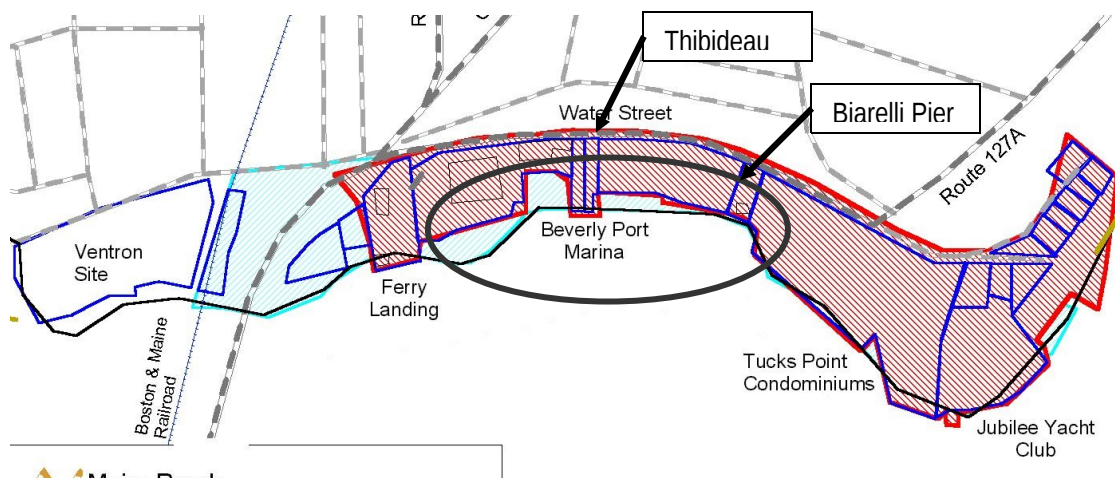 Thibideau
Biarelli Pier
Water Street
Route 127A
Ventron
Site
Beverly Port
Marina
Ferry
Landing
Boston & Maine
Railroad
Tucks Point
Condominiums
Jubilee Yacht
Club